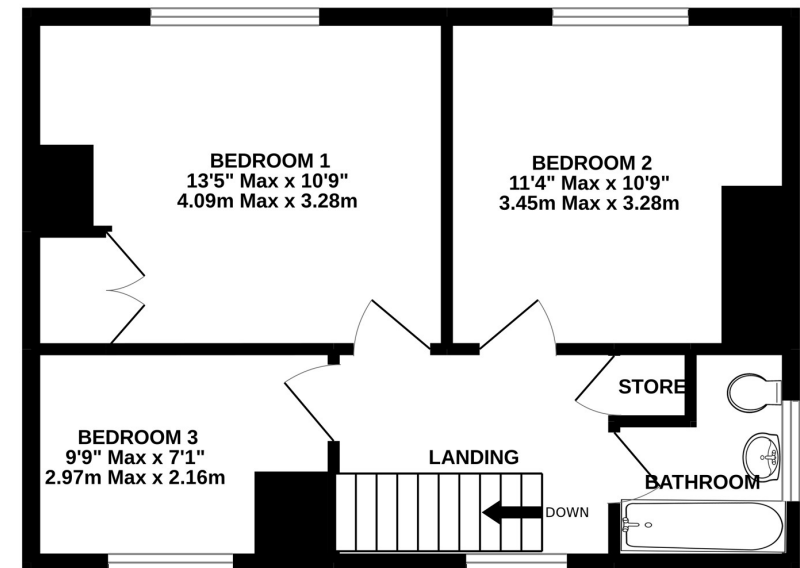 BEDROOM 1
13'5" Max x 10'9"
4.09m Max x 3.28m
BEDROOM 2
11'4" Max x 10'9"
3.45m Max x 3.28m
STORE
BEDROOM 3
9'9" Max x 7'1"
2.97m Max x 2.16m
LANDING
BATHROOM
DOWN